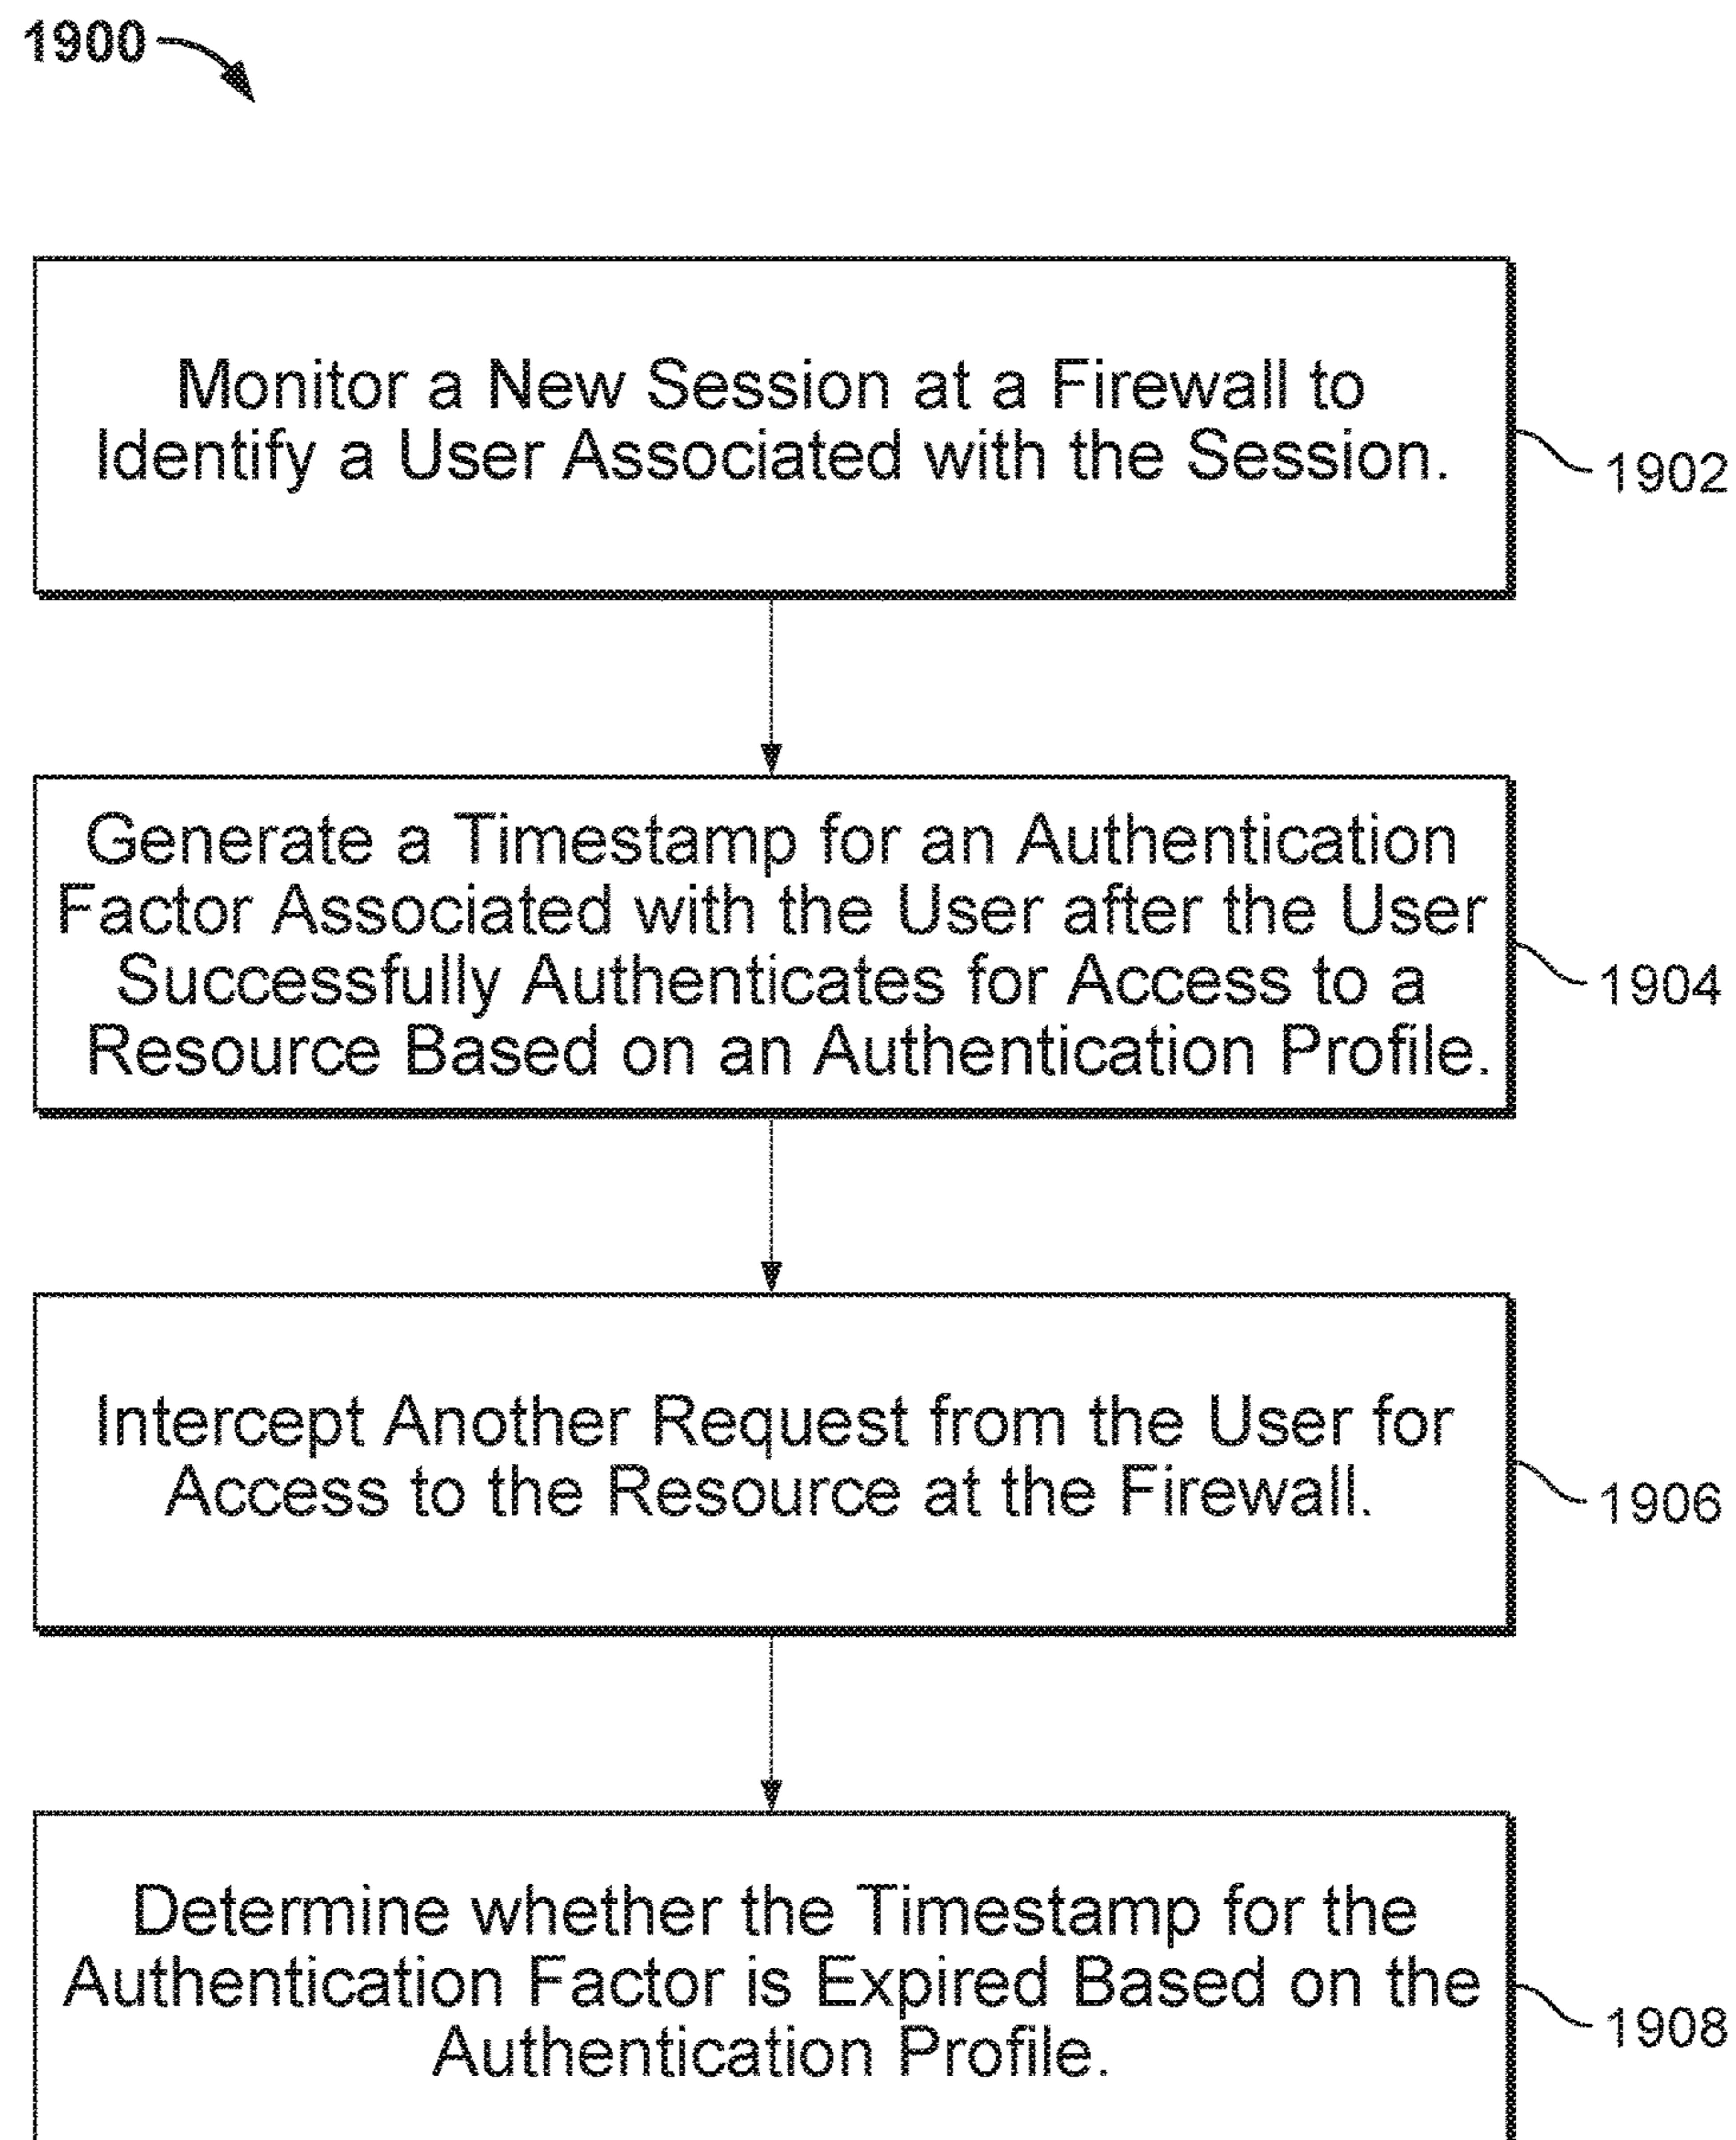 1900
Monitor a New Session at a Firewall to
Identify a User Associated with the Session.
1902
Generate a Timestamp for an Authentication
Factor Associated with the User after the User
Successfully Authenticates for Access to a
Resource Based on an Authentication Profile.
1904
Intercept Another Request from the User for
Access to the Resource at the Firewall.
1906
Determine whether the Timestamp for the
Authentication Factor is Expired Based on the
Authentication Profile.
1908